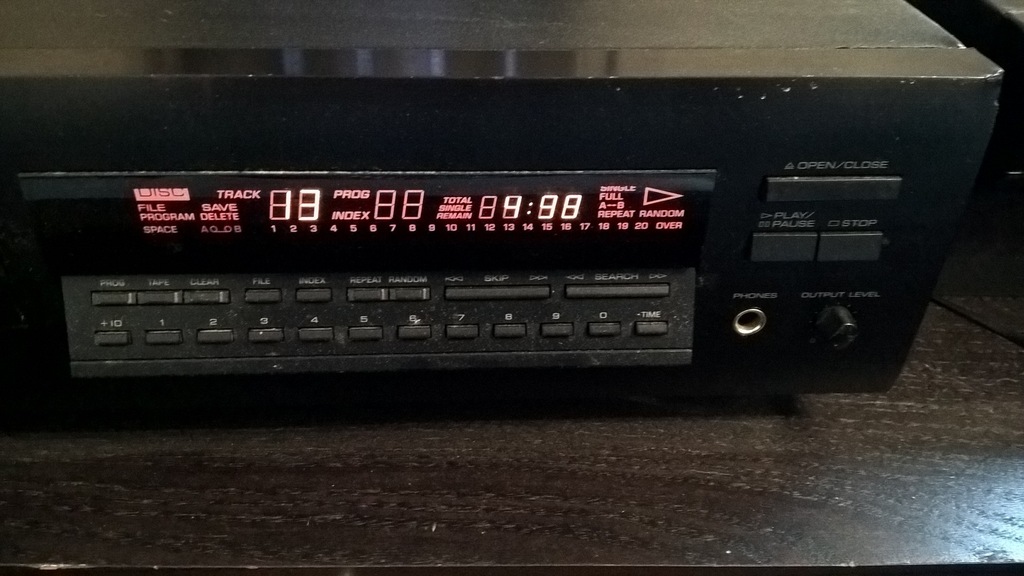 OPEN/CLOSE
DISC TRACK PROG TOTAL SINGLE
FILE SAVE SINGLE FULL
PROGRAM DELETE INDEX REMAIN A-B
REPEAT RANDOM
SPACE 1 2 3 4 5 6 7 8 9 10 11 12 13 14 15 16 17 18 19 20 OVER
PLAY/PAUSE STOP
PROG TAPE CLEAR FILE INDEX REPEAT RANDOM SKIP SEARCH
PHONES OUTPUT LEVEL
+10 1 2 3 4 5 6 7 8 9 0 -TIME